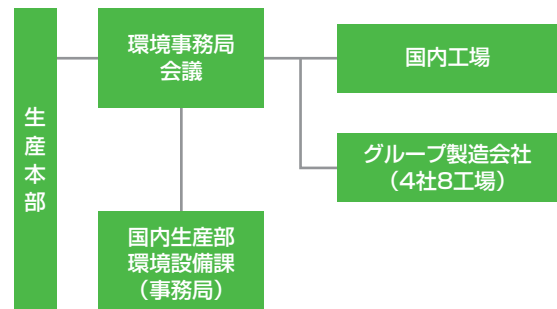 生産本部
環境事務局
会議
国内工場
グループ製造会社
（4社8工場）
国内生産部
環境設備課
（事務局）